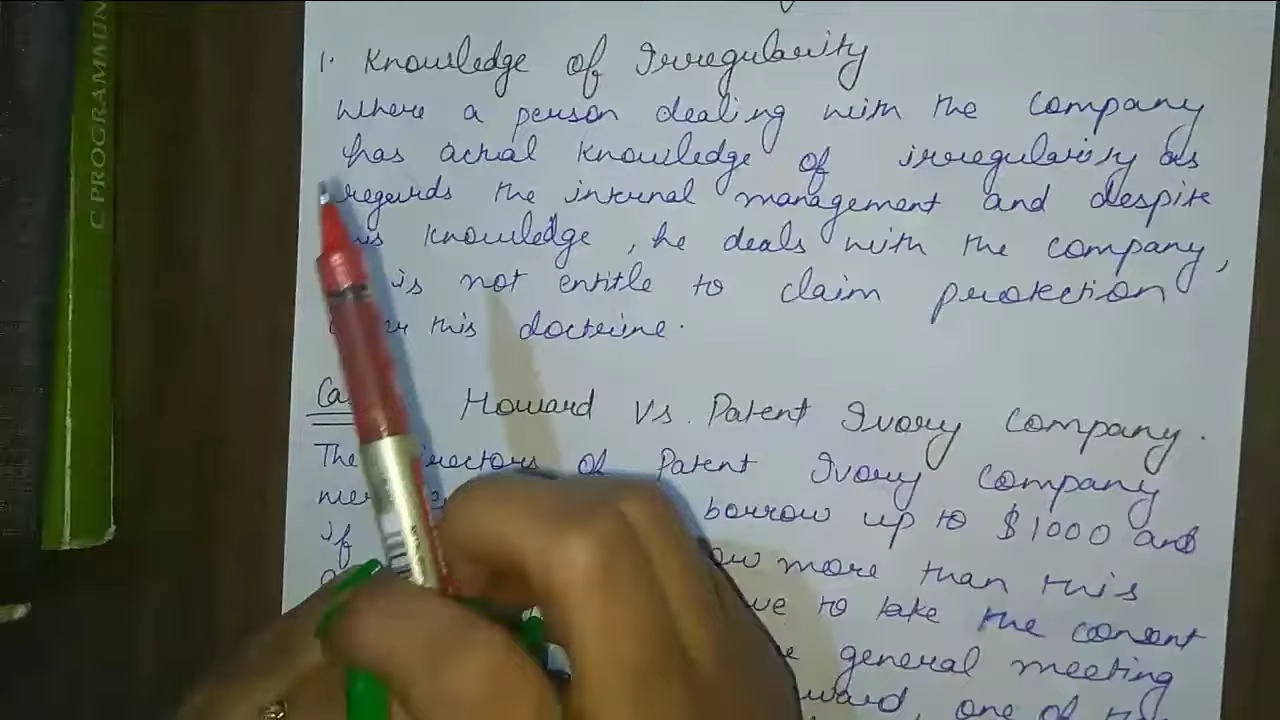 C PROGRAMMIN
1. Knowledge of Irregularity
Where a person dealing with the company
has actual knowledge of irregularity as
regards the internal management and despite
knowledge, he deals with the company,
is not entitle to claim protection
this doctrine.
Howard Vs. Patent Ivory Company.
The of Patent Ivory Company
borrow up to $1000 and
if more than this
to take the consent
general meeting
one of